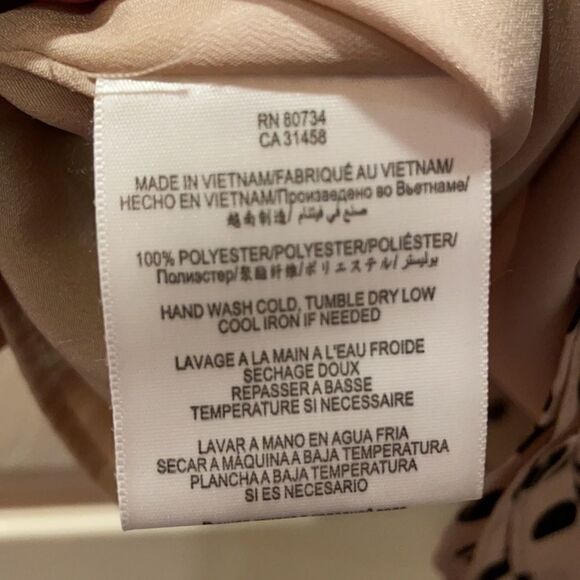 RN 80734
CA 31458
MADE IN VIETNAM/FABRIQUÉ AU VIETNAM/
HECHO EN VIETNAM/Произведено во Вьетнаме/
越南制造/ صنع في فيتنام
100% POLYESTER/POLYESTER/POLIÉSTER/
Полиэстер/聚酯纤维/ポリエステル/ بوليستر
HAND WASH COLD, TUMBLE DRY LOW
COOL IRON IF NEEDED
LAVAGE A LA MAIN A L'EAU FROIDE
SECHAGE DOUX
REPASSER A BASSE
TEMPERATURE SI NECESSAIRE
LAVAR A MANO EN AGUA FRIA
SECAR A MÁQUINA A BAJA TEMPERATURA
PLANCHA A BAJA TEMPERATURA
SI ES NECESARIO